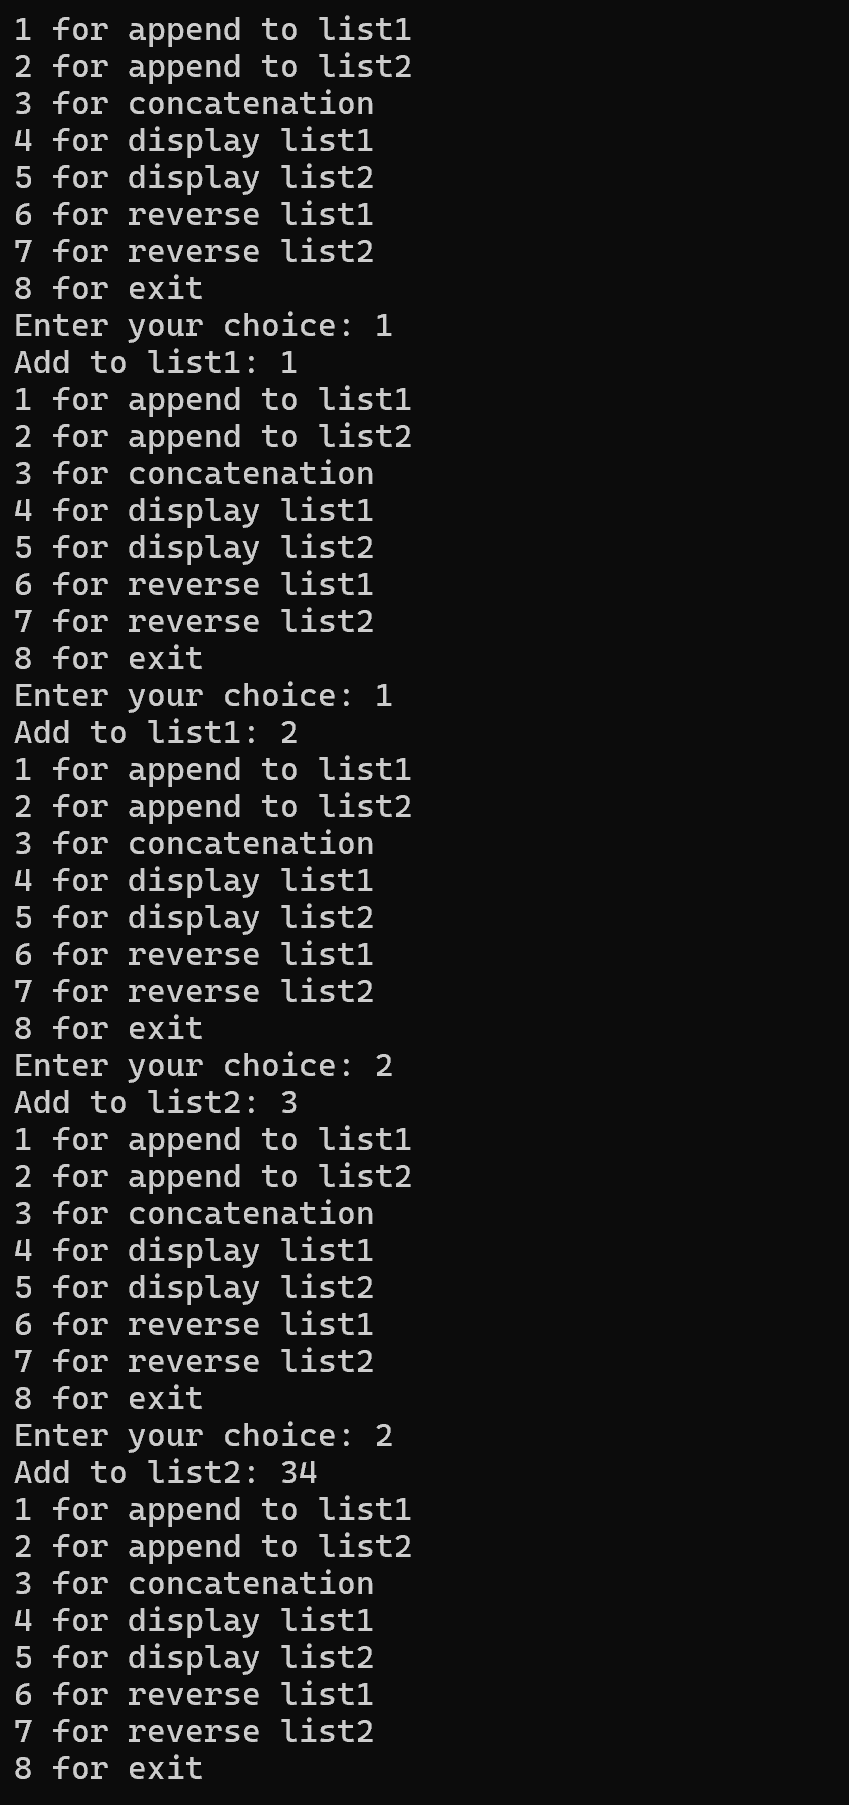 1 for append to list1
2 for append to list2
3 for concatenation
4 for display list1
5 for display list2
6 for reverse list1
7 for reverse list2
8 for exit
Enter your choice: 1
Add to list1: 1
1 for append to list1
2 for append to list2
3 for concatenation
4 for display list1
5 for display list2
6 for reverse list1
7 for reverse list2
8 for exit
Enter your choice: 1
Add to list1: 2
1 for append to list1
2 for append to list2
3 for concatenation
4 for display list1
5 for display list2
6 for reverse list1
7 for reverse list2
8 for exit
Enter your choice: 2
Add to list2: 3
1 for append to list1
2 for append to list2
3 for concatenation
4 for display list1
5 for display list2
6 for reverse list1
7 for reverse list2
8 for exit
Enter your choice: 2
Add to list2: 34
1 for append to list1
2 for append to list2
3 for concatenation
4 for display list1
5 for display list2
6 for reverse list1
7 for reverse list2
8 for exit